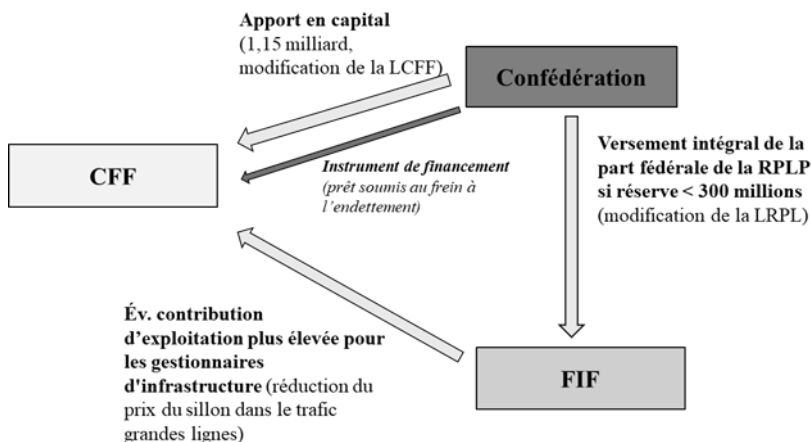 Apport en capital
(1,15 milliard,
modification de la LCFF)
Confédération
CFF
Instrument de financement
(prêt soumis au frein à
l'endettement)
Versement intégral de la
part fédérale de la RPLP
si réserve < 300 millions
(modification de la LRPL)
Év. contribution
d'exploitation plus élevée pour
les gestionnaires
d'infrastructure (réduction du
prix du sillon dans le trafic
grandes lignes)
FIF